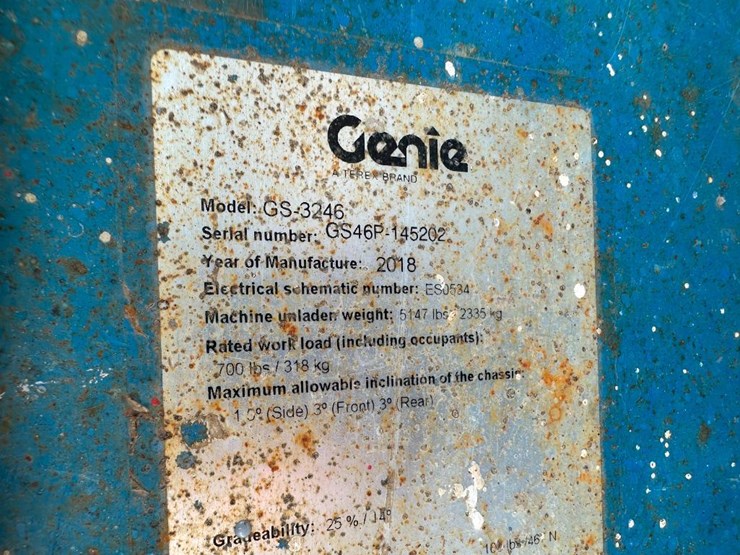 Genie
A TEREX BRAND
Model: GS-3246
Serial number: GS46P-145202
Year of Manufacture: 2018
Electrical schematic number: ES0534
Machine unladen weight: 5147 lbs / 2335 kg
Rated work load (including occupants):
700 lbs / 318 kg
Maximum allowable inclination of the chassis:
1.5° (Side) 3° (Front) 3° (Rear)
Gradeability: 25 % / 14°
N